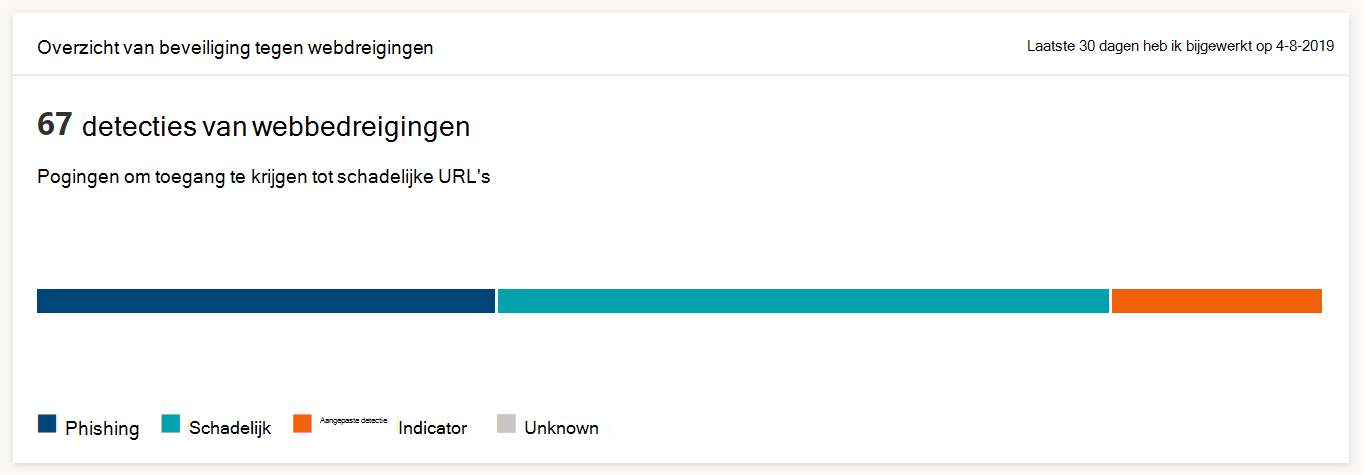 Overzicht van beveiliging tegen webdreigingen
Laatste 30 dagen heb ik bijgewerkt op 4-8-2019
67 detecties van webbedreigingen
Pogingen om toegang te krijgen tot schadelijke URL's
Phishing Schadelijk Aangepaste detectie Indicator Unknown